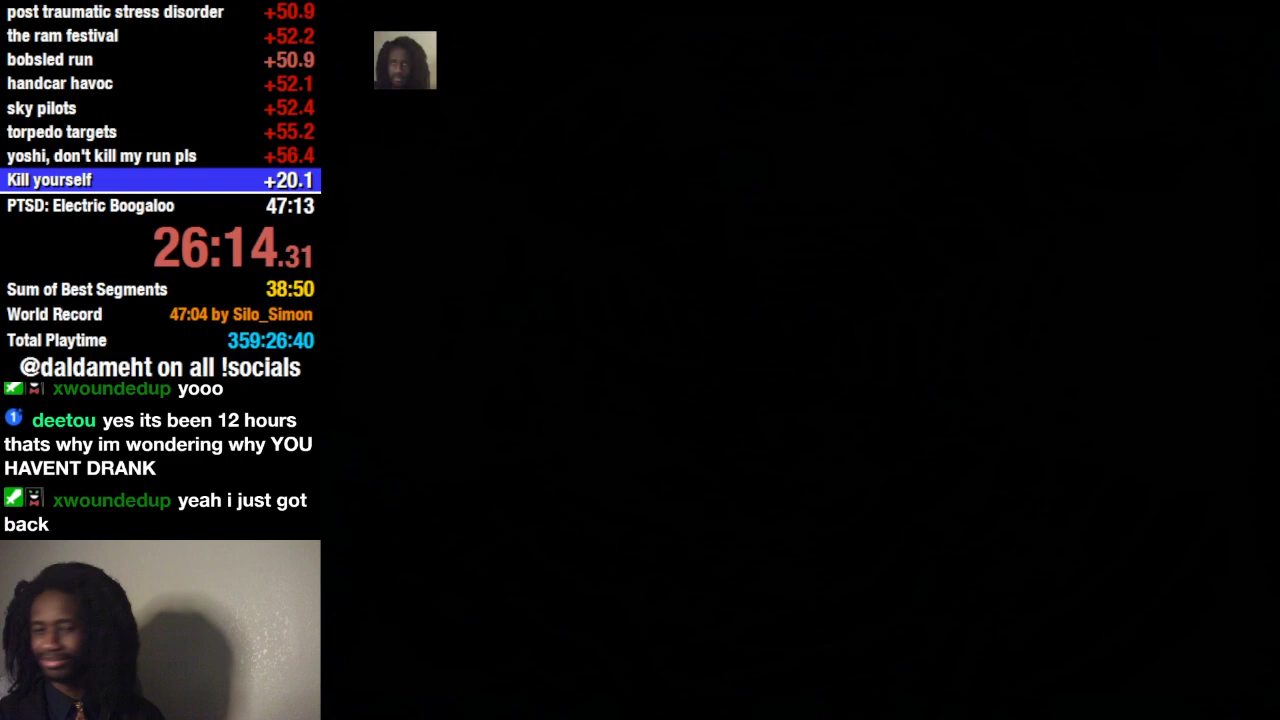 post traumatic stress disorder +50.9
the ram festival +52.2
bobsled run +50.9
handcar havoc +52.1
sky pilots +52.4
torpedo targets +55.2
yoshi, don't kill my run pls +56.4
Kill yourself +20.1
PTSD: Electric Boogaloo 47:13
26:14.31
Sum of Best Segments 38:50
World Record 47:04 by Silo_Simon
Total Playtime 359:26:40
@daldameht on all !socials
xwoundedup yooo
1 deetou yes its been 12 hours
thats why im wondering why YOU
HAVENT DRANK
xwoundedup yeah i just got
back